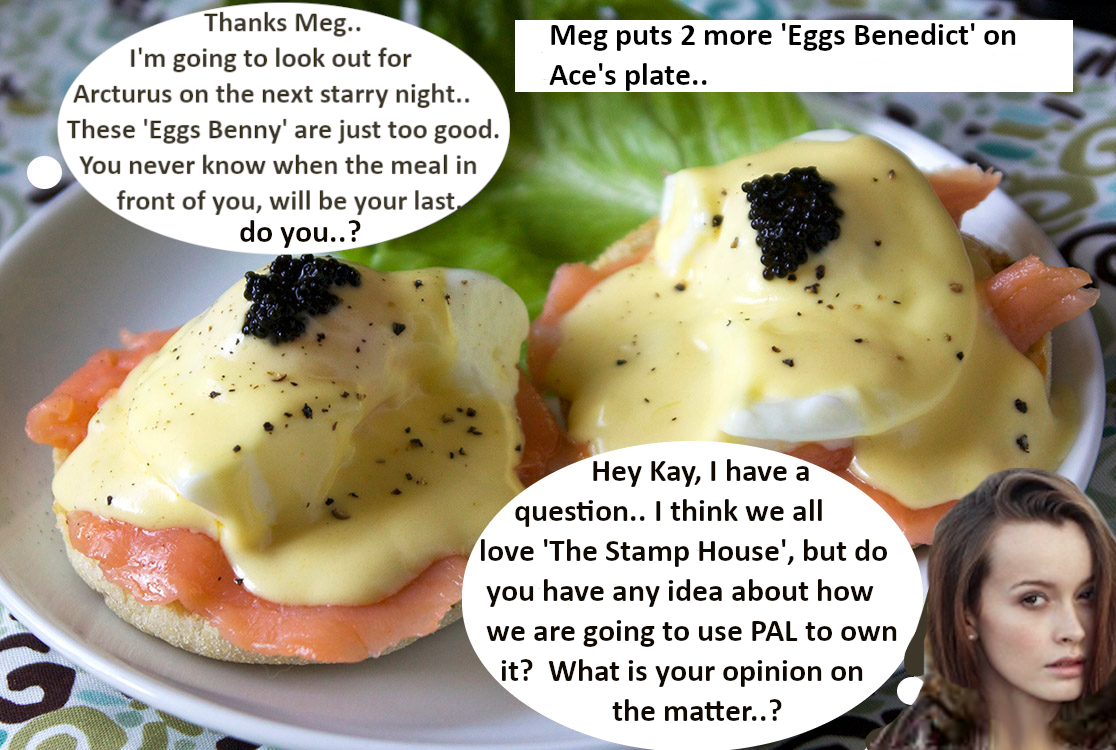 Thanks Meg..
I'm going to look out for
Arcturus on the next starry night..
These 'Eggs Benny' are just too good.
You never know when the meal in
front of you, will be your last.
do you..?
Meg puts 2 more 'Eggs Benedict' on
Ace's plate..
Hey Kay, I have a
question.. I think we all
love 'The Stamp House', but do
you have any idea about how
we are going to use PAL to own
it?  What is your opinion on
the matter..?